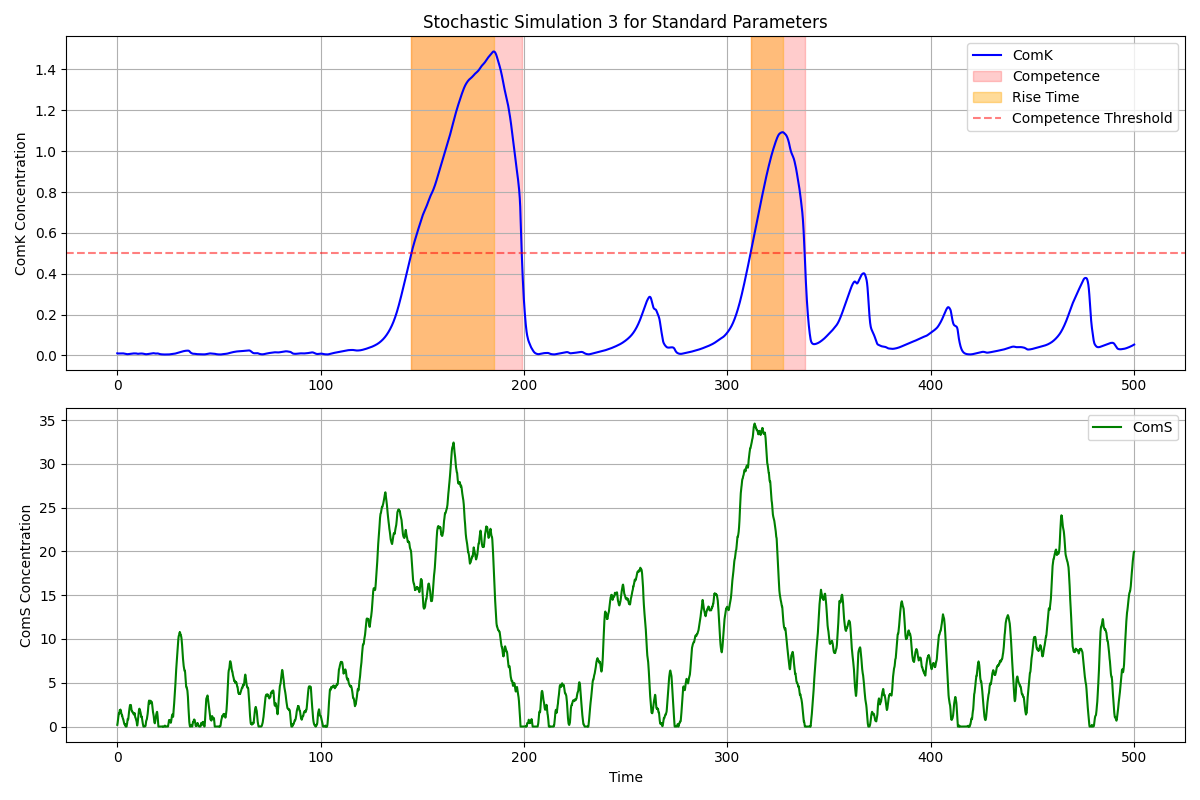 Stochastic Simulation 3 for Standard Parameters
ComK
Competence
Rise Time
Competence Threshold
ComK Concentration
1.4
1.2
1.0
0.8
0.6
0.4
0.2
0.0
0 100 200 300 400 500
ComS
ComS Concentration
35
30
25
20
15
10
5
0
0 100 200 300 400 500
Time